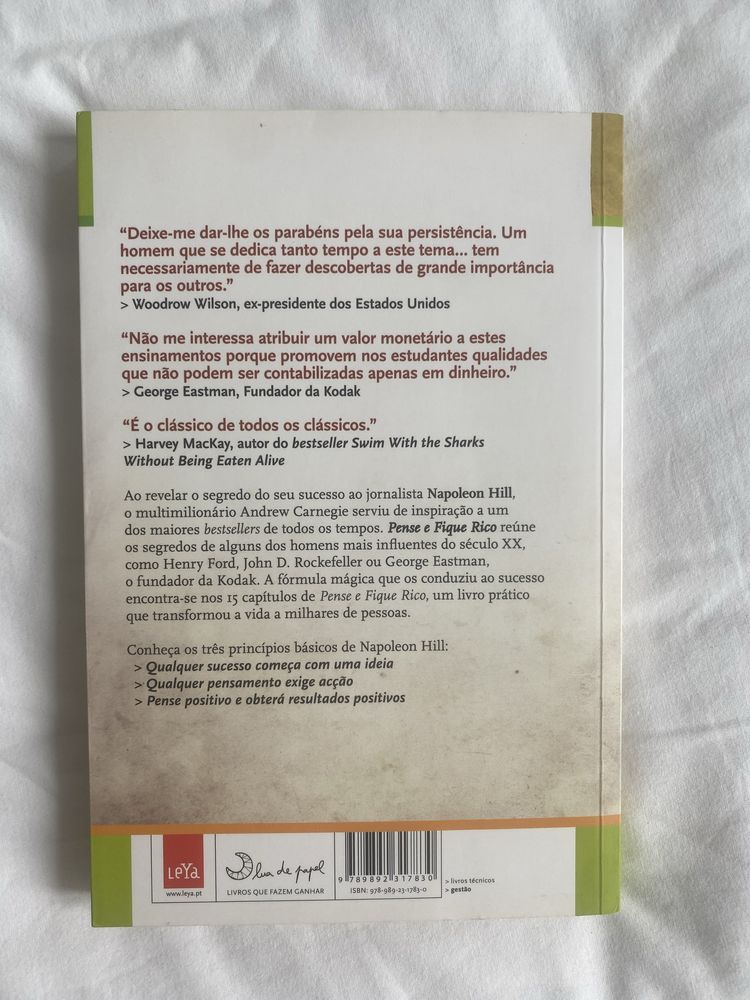 “Deixe-me dar-lhe os parabéns pela sua persistência. Um
homem que se dedica tanto tempo a este tema... tem
necessariamente de fazer descobertas de grande importância
para os outros.”
> Woodrow Wilson, ex-presidente dos Estados Unidos
“Não me interessa atribuir um valor monetário a estes
ensinamentos porque promovem nos estudantes qualidades
que não podem ser contabilizadas apenas em dinheiro.”
> George Eastman, Fundador da Kodak
“É o clássico de todos os clássicos.”
> Harvey MacKay, autor do bestseller Swim With the Sharks
Without Being Eaten Alive
Ao revelar o segredo do seu sucesso ao jornalista Napoleon Hill,
o multimilionário Andrew Carnegie serviu de inspiração a um
dos maiores bestsellers de todos os tempos. Pense e Fique Rico reúne
os segredos de alguns dos homens mais influentes do século XX,
como Henry Ford, John D. Rockefeller ou George Eastman,
o fundador da Kodak. A fórmula mágica que os conduziu ao sucesso
encontra-se nos 15 capítulos de Pense e Fique Rico, um livro prático
que transformou a vida a milhares de pessoas.
Conheça os três princípios básicos de Napoleon Hill:
> Qualquer sucesso começa com uma ideia
> Qualquer pensamento exige acção
> Pense positivo e obterá resultados positivos
LeYa
www.leya.pt
lua de papel
LIVROS QUE FAZEM GANHAR
9 789892 317830
ISBN: 978-989-23-1783-0
> livros técnicos
> gestão